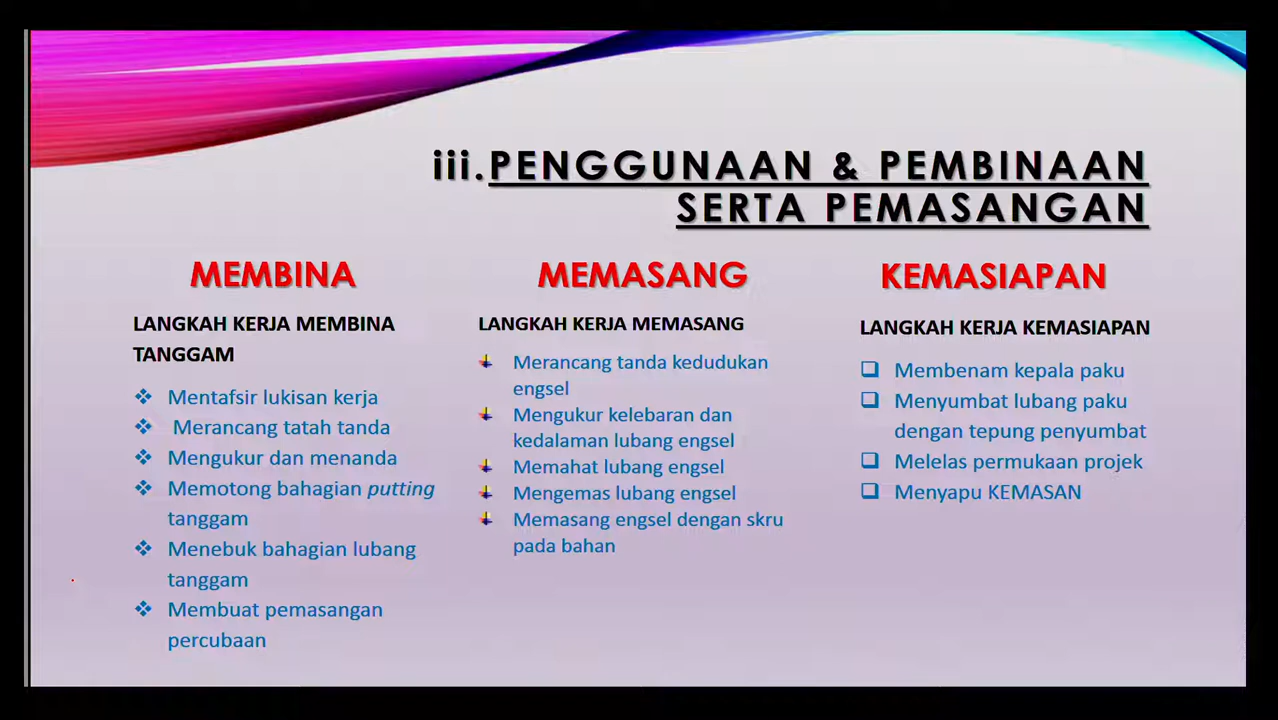 iii.PENGGUNAAN & PEMBINAAN
SERTA PEMASANGAN
MEMBINA
LANGKAH KERJA MEMBINA
TANGGAM
Mentafsir lukisan kerja
Merancang tatah tanda
Mengukur dan menanda
Memotong bahagian putting
tanggam
Menebuk bahagian lubang
tanggam
Membuat pemasangan
percubaan
MEMASANG
LANGKAH KERJA MEMASANG
Merancang tanda kedudukan
engsel
Mengukur kelebaran dan
kedalaman lubang engsel
Memahat lubang engsel
Mengemas lubang engsel
Memasang engsel dengan skru
pada bahan
KEMASIAPAN
LANGKAH KERJA KEMASIAPAN
Membenam kepala paku
Menyumbat lubang paku
dengan tepung penyumbat
Melelas permukaan projek
Menyapu KEMASAN